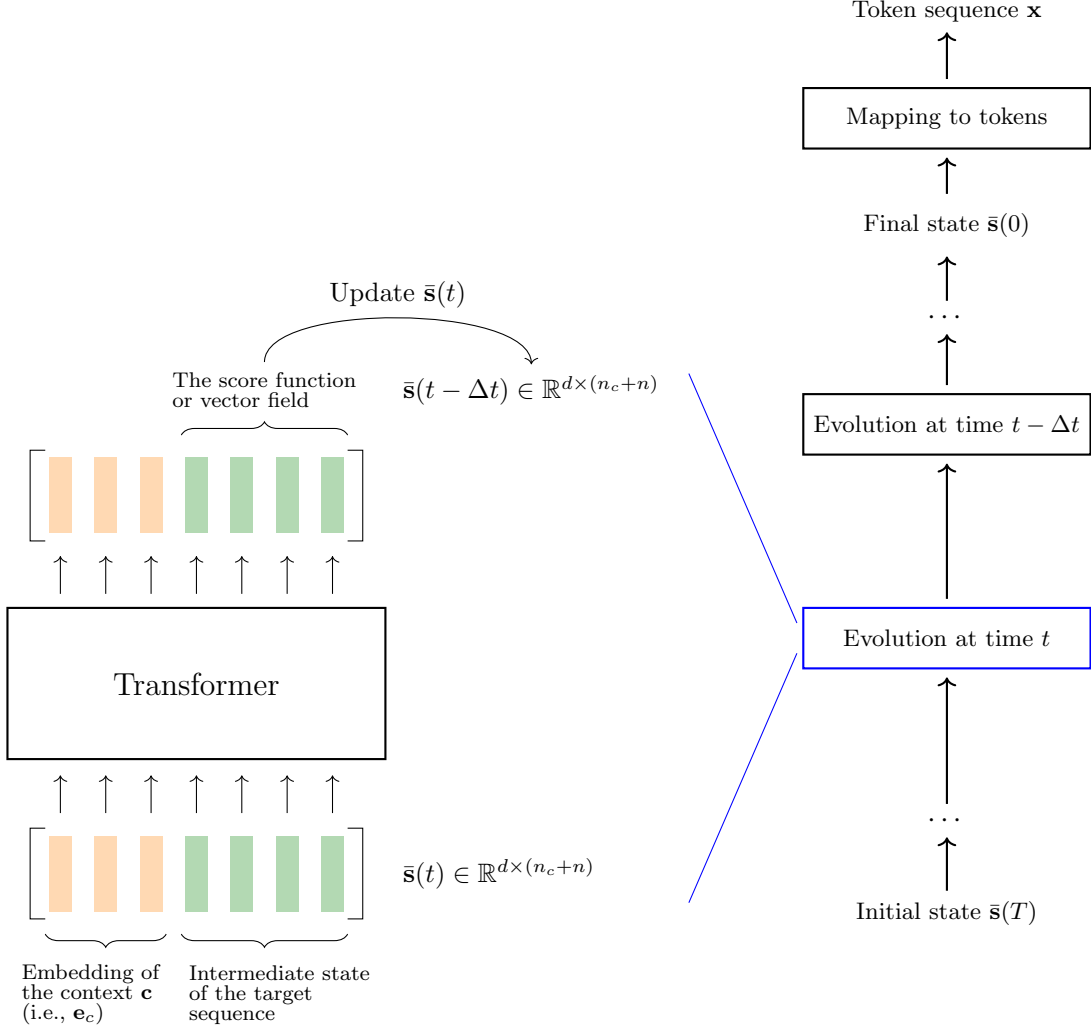 Token sequence x
Mapping to tokens
Final state s̄(0)
...
Evolution at time t − Δt
Evolution at time t
...
Initial state s̄(T)
Update s̄(t)
The score function
or vector field
s̄(t − Δt) ∈ ℝ^{d×(n_c+n)}
Transformer
s̄(t) ∈ ℝ^{d×(n_c+n)}
Embedding of
the context c
(i.e., e_c)
Intermediate state
of the target
sequence